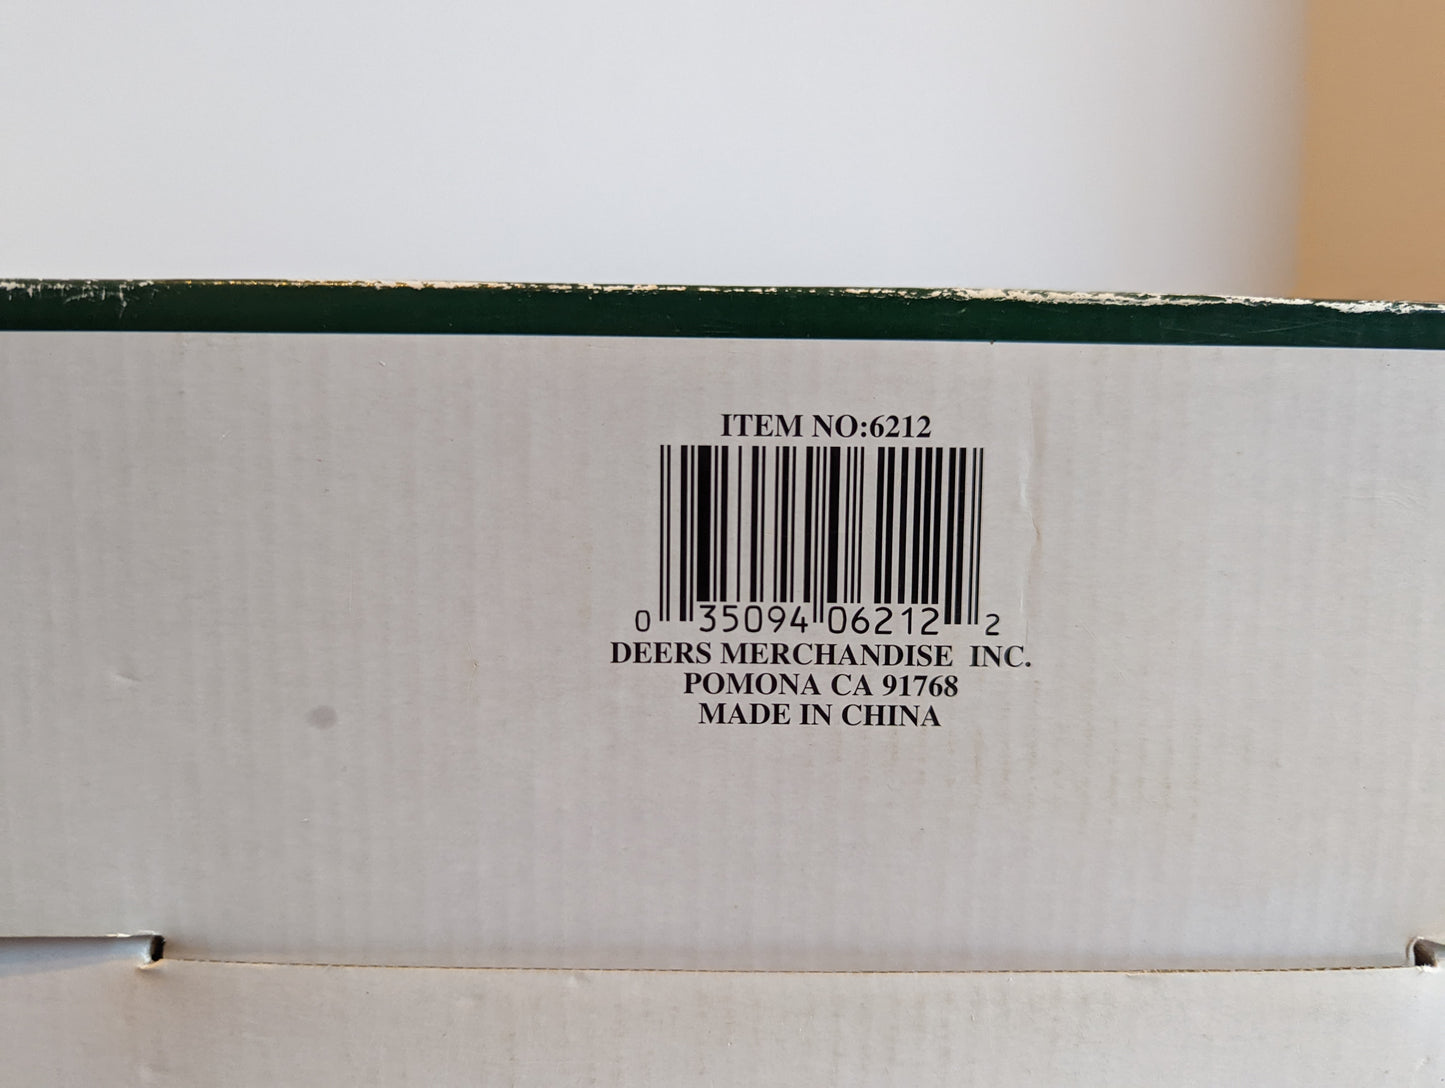 ITEM NO:6212
0 35094 06212 2
DEERS MERCHANDISE INC.
POMONA CA 91768
MADE IN CHINA